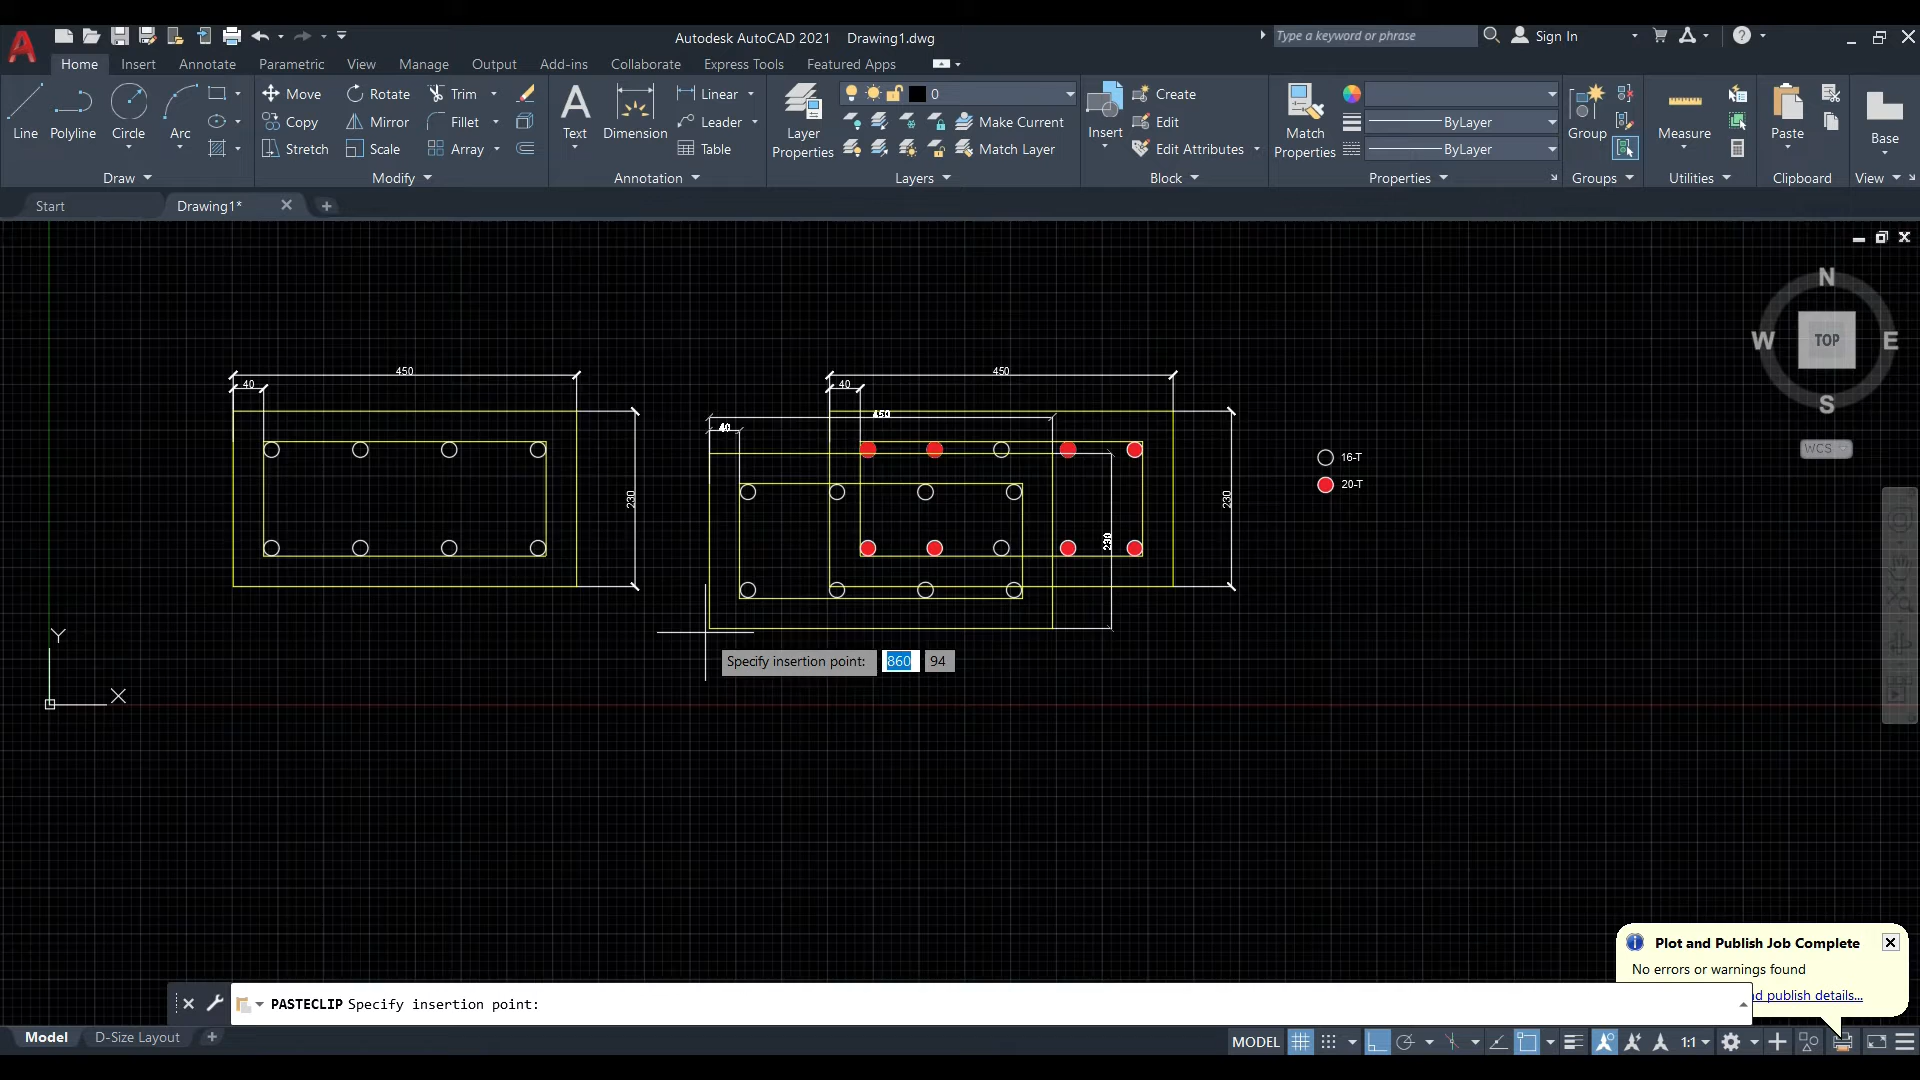 Autodesk AutoCAD 2021 Drawing1.dwg
Type a keyword or phrase
Sign In
Home Insert Annotate Parametric View Manage Output Add-ins Collaborate Express Tools Featured Apps
Line Polyline Circle Arc
Draw
Move Rotate Trim
Copy Mirror Fillet
Stretch Scale Array
Modify
Text Dimension
Linear
Leader
Table
Annotation
Layer Properties
0
Make Current
Match Layer
Layers
Insert
Create
Edit
Edit Attributes
Block
Match Properties
ByLayer
ByLayer
Properties
Group
Groups
Measure
Utilities
Paste
Clipboard
Base
View
Start Drawing1*
N
W TOP E
S
WCS
450
40
230
450
40
230
450
40
230
16-T
20-T
Y
X
Specify insertion point: 860 94
Plot and Publish Job Complete
No errors or warnings found
d publish details...
PASTECLIP Specify insertion point:
Model D-Size Layout
MODEL 1:1